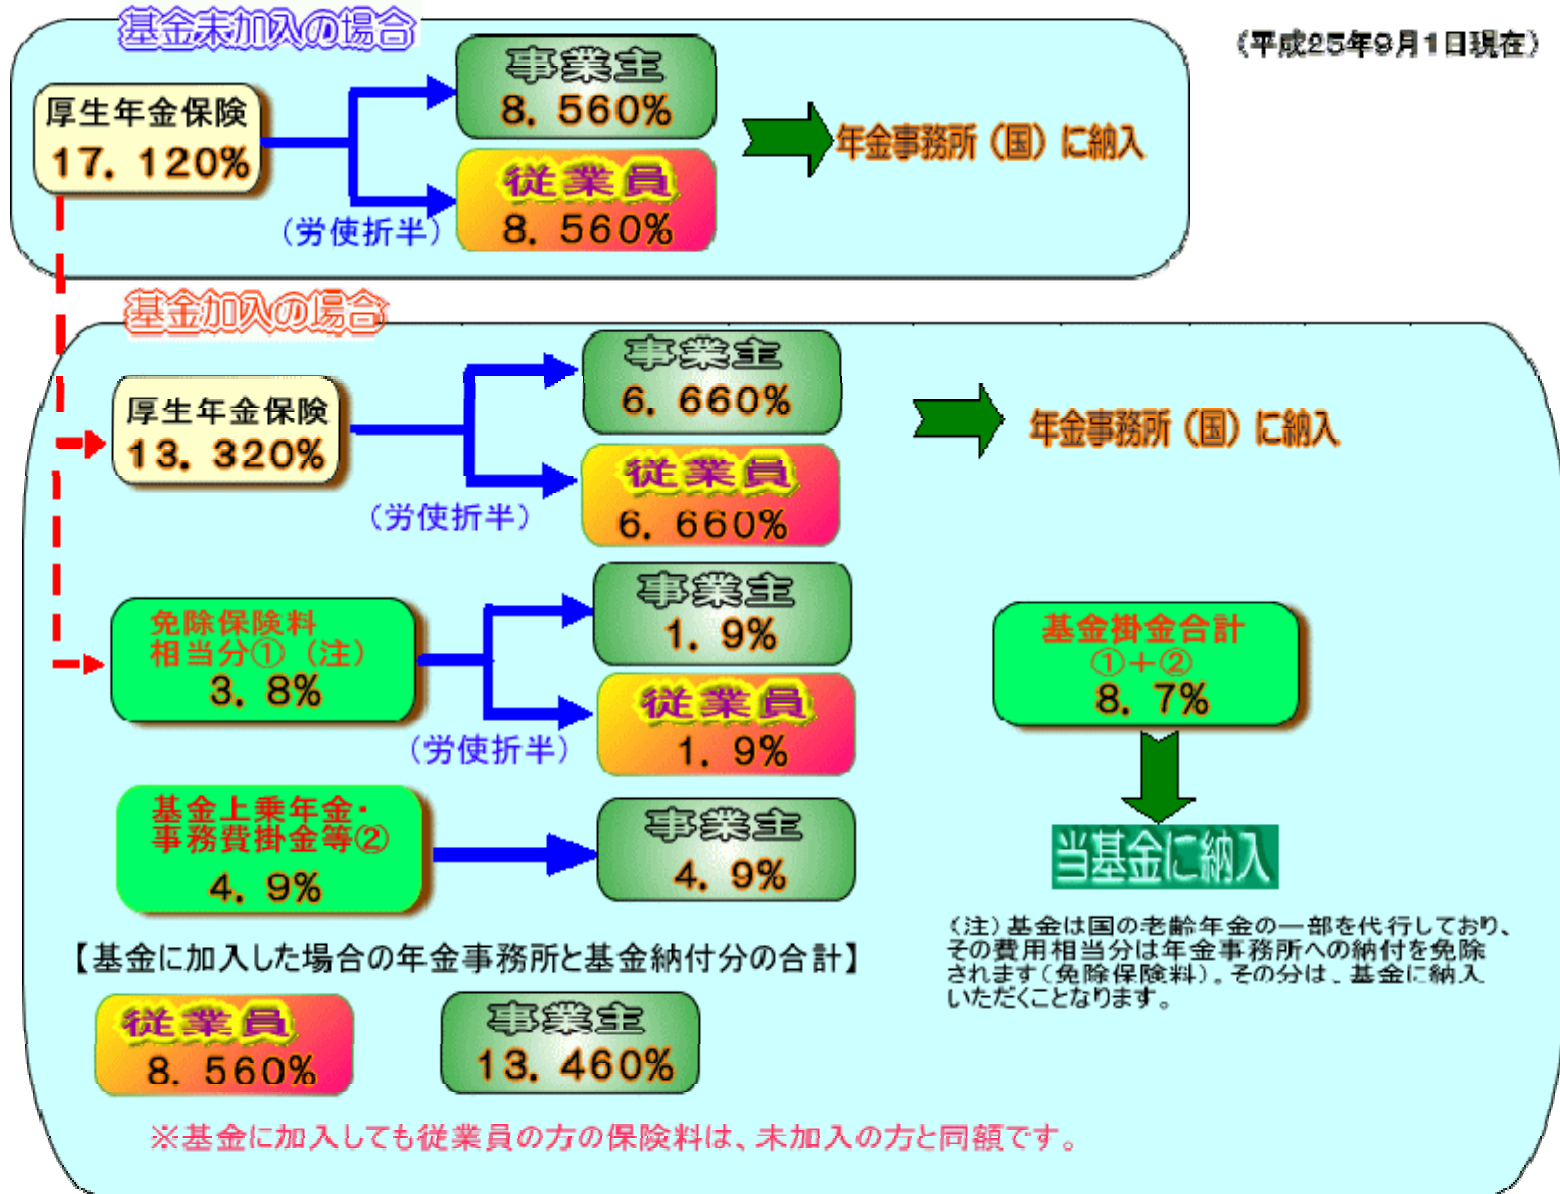 基金未加入の場合
(平成25年9月1日現在)
厚生年金保険
17. 120%
事業主
8. 560%
従業員
8. 560%
(労使折半)
年金事務所(国)に納入
基金加入の場合
厚生年金保険
13. 320%
事業主
6. 660%
従業員
6. 660%
(労使折半)
年金事務所(国)に納入
免除保険料
相当分①(注)
3. 8%
事業主
1. 9%
従業員
1. 9%
(労使折半)
基金上乗年金・
事務費掛金等②
4. 9%
事業主
4. 9%
基金掛金合計
①+②
8. 7%
当基金に納入
(注)基金は国の老齢年金の一部を代行しており、
その費用相当分は年金事務所への納付を免除
されます(免除保険料)。その分は、基金に納入
いただくことなります。
【基金に加入した場合の年金事務所と基金納付分の合計】
従業員
8. 560%
事業主
13. 460%
※基金に加入しても従業員の方の保険料は、未加入の方と同額です。